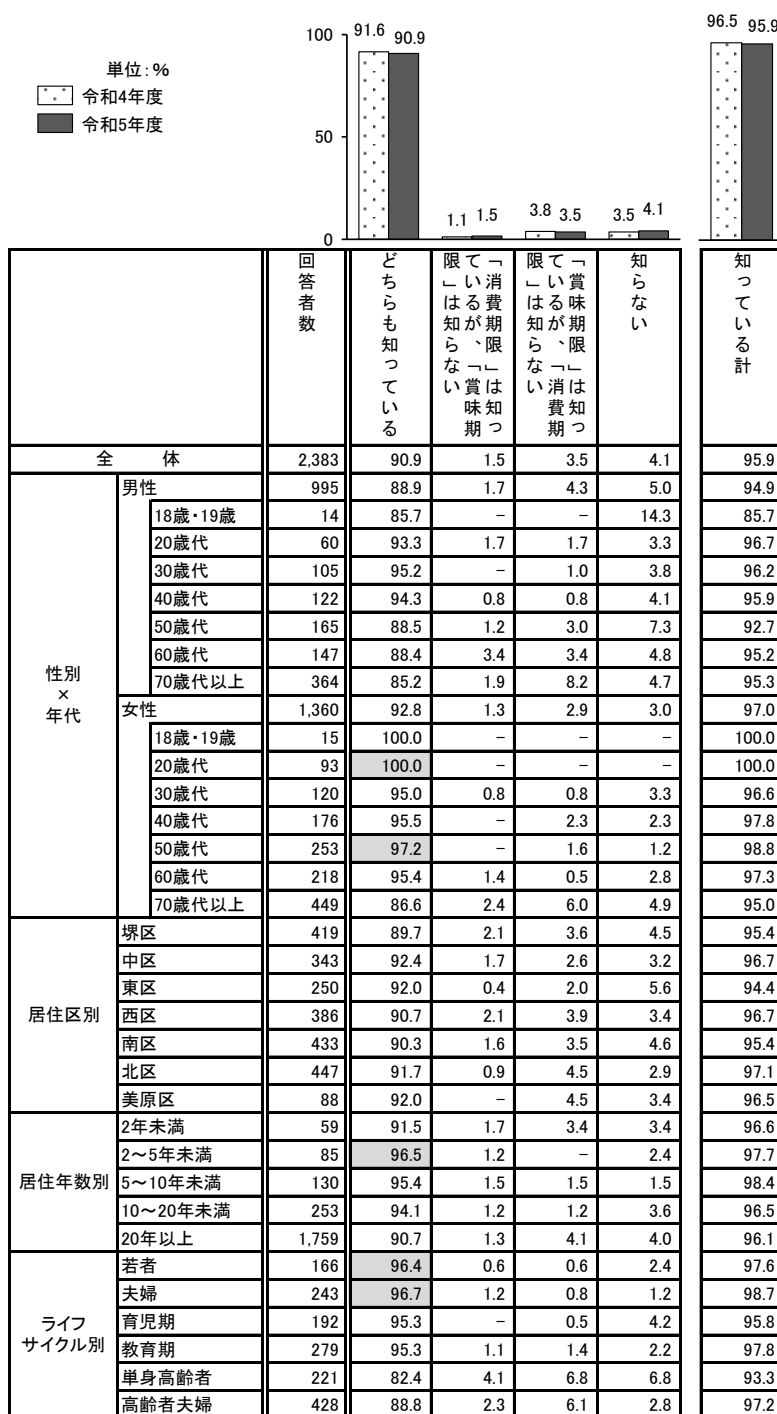 単位:%
令和4年度
令和5年度
100
50
0
91.6 90.9
1.1 1.5
3.8 3.5
3.5 4.1
96.5 95.9
回答者数
どちらも知っている
「消費期限」は知っ
ているが、「賞味期
限」は知らない
「賞味期限」は知っ
ているが、「消費期
限」は知らない
知らない
知っている計
全 体 2,383 90.9 1.5 3.5 4.1 95.9
性別
×
年代
男性 995 88.9 1.7 4.3 5.0 94.9
18歳・19歳 14 85.7 － － 14.3 85.7
20歳代 60 93.3 1.7 1.7 3.3 96.7
30歳代 105 95.2 － 1.0 3.8 96.2
40歳代 122 94.3 0.8 0.8 4.1 95.9
50歳代 165 88.5 1.2 3.0 7.3 92.7
60歳代 147 88.4 3.4 3.4 4.8 95.2
70歳代以上 364 85.2 1.9 8.2 4.7 95.3
女性 1,360 92.8 1.3 2.9 3.0 97.0
18歳・19歳 15 100.0 － － － 100.0
20歳代 93 100.0 － － － 100.0
30歳代 120 95.0 0.8 0.8 3.3 96.6
40歳代 176 95.5 － 2.3 2.3 97.8
50歳代 253 97.2 － 1.6 1.2 98.8
60歳代 218 95.4 1.4 0.5 2.8 97.3
70歳代以上 449 86.6 2.4 6.0 4.9 95.0
居住区別
堺区 419 89.7 2.1 3.6 4.5 95.4
中区 343 92.4 1.7 2.6 3.2 96.7
東区 250 92.0 0.4 2.0 5.6 94.4
西区 386 90.7 2.1 3.9 3.4 96.7
南区 433 90.3 1.6 3.5 4.6 95.4
北区 447 91.7 0.9 4.5 2.9 97.1
美原区 88 92.0 － 4.5 3.4 96.5
居住年数別
2年未満 59 91.5 1.7 3.4 3.4 96.6
2～5年未満 85 96.5 1.2 － 2.4 97.7
5～10年未満 130 95.4 1.5 1.5 1.5 98.4
10～20年未満 253 94.1 1.2 1.2 3.6 96.5
20年以上 1,759 90.7 1.3 4.1 4.0 96.1
ライフ
サイクル別
若者 166 96.4 0.6 0.6 2.4 97.6
夫婦 243 96.7 1.2 0.8 1.2 98.7
育児期 192 95.3 － 0.5 4.2 95.8
教育期 279 95.3 1.1 1.4 2.2 97.8
単身高齢者 221 82.4 4.1 6.8 6.8 93.3
高齢者夫婦 428 88.8 2.3 6.1 2.8 97.2